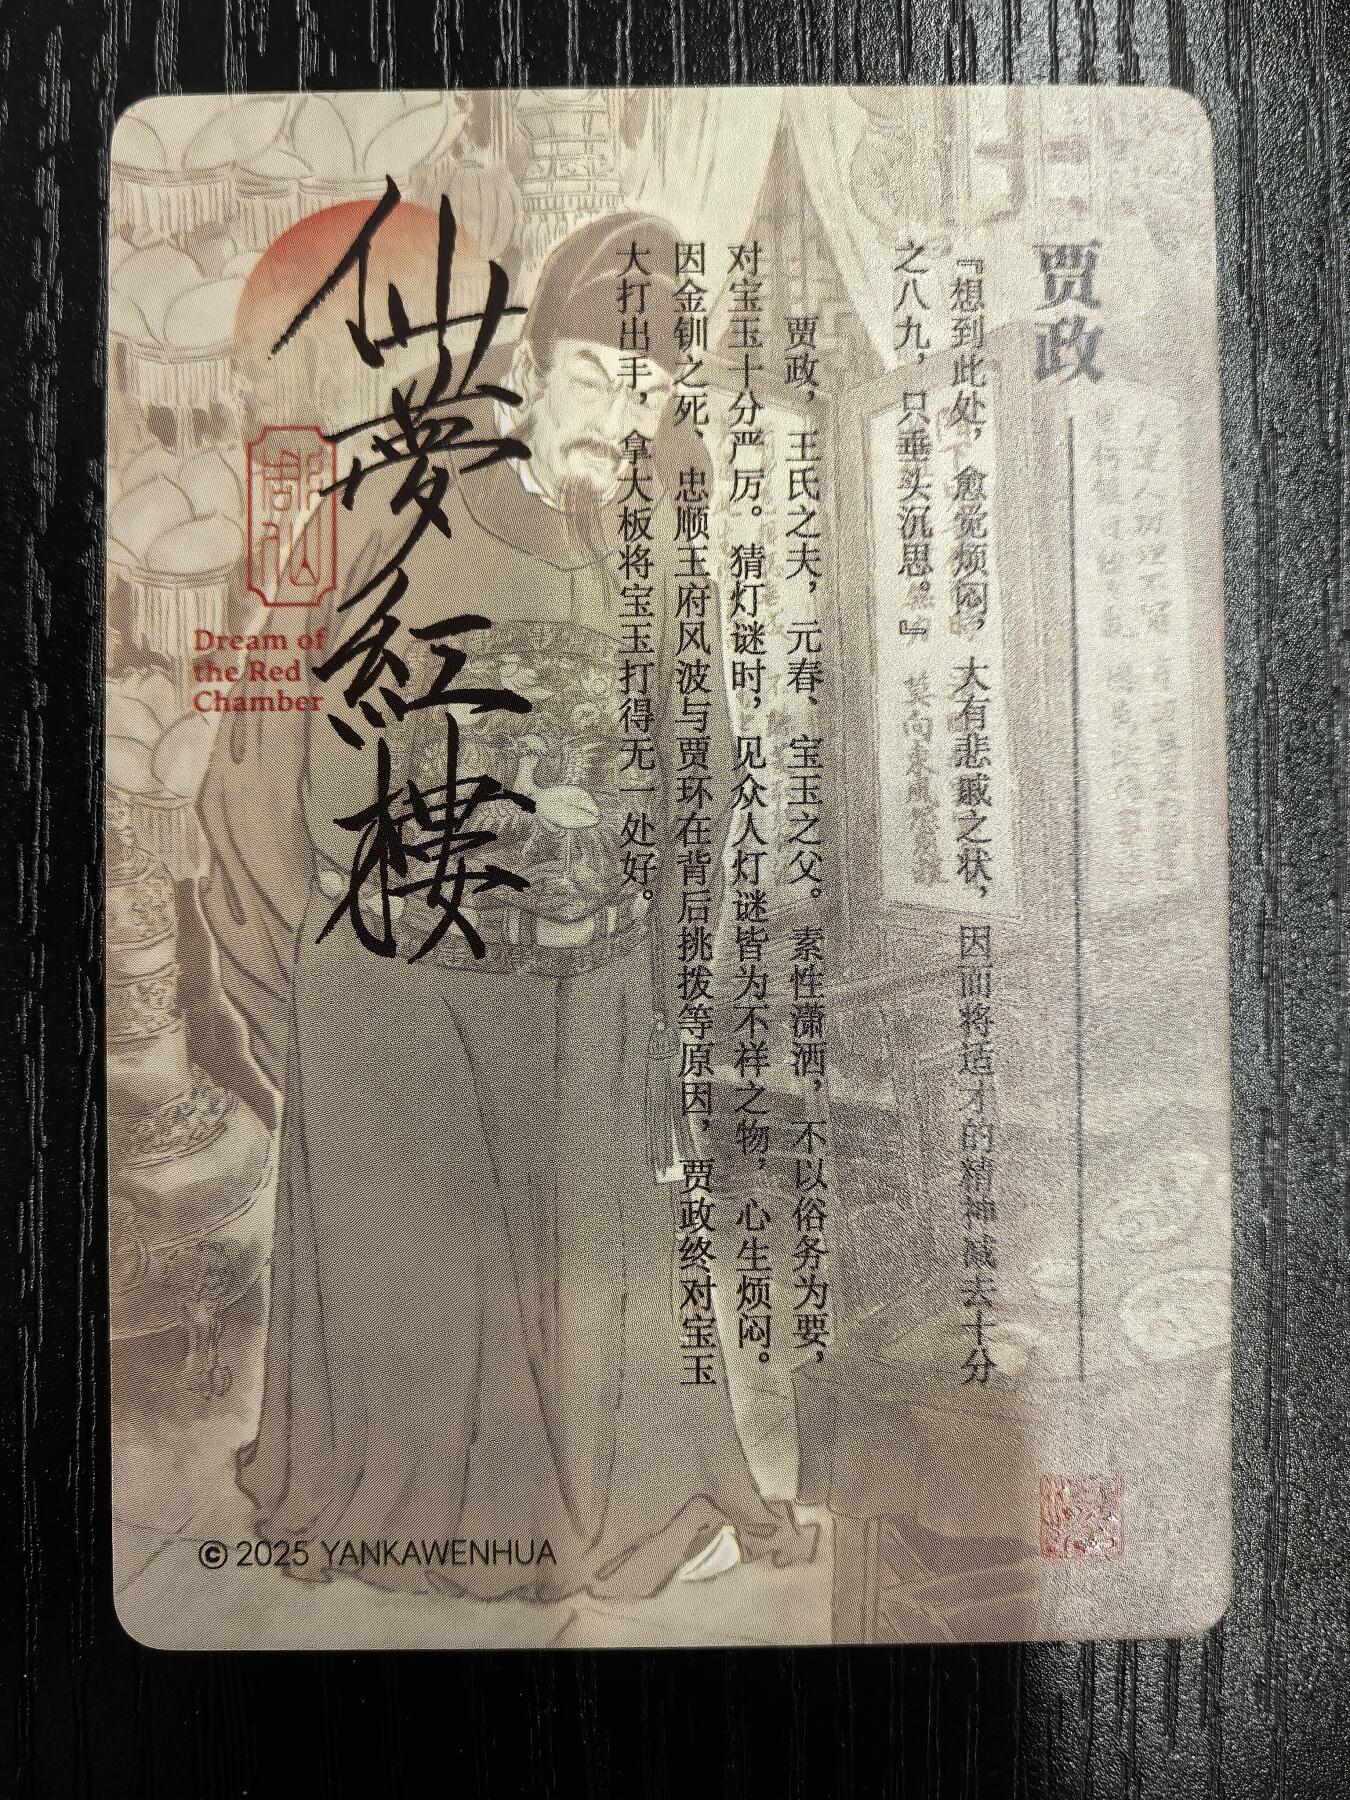 贾政
『想到此处，愈觉烦闷，大有悲戚之状，因而将适才的精神减去十分
之八九，只垂头沉思。』
贾政，王氏之夫，元春、宝玉之父。素性潇洒，不以俗务为要，
对宝玉十分严厉。猜灯谜时，见众人灯谜皆为不祥之物，心生烦闷。
因金钏之死、忠顺王府风波与贾环在背后挑拨等原因，贾政终对宝玉
大打出手，拿大板将宝玉打得无一处好。
仙夢紅樓
Dream of
the Red
Chamber
© 2025 YANKAWENHUA